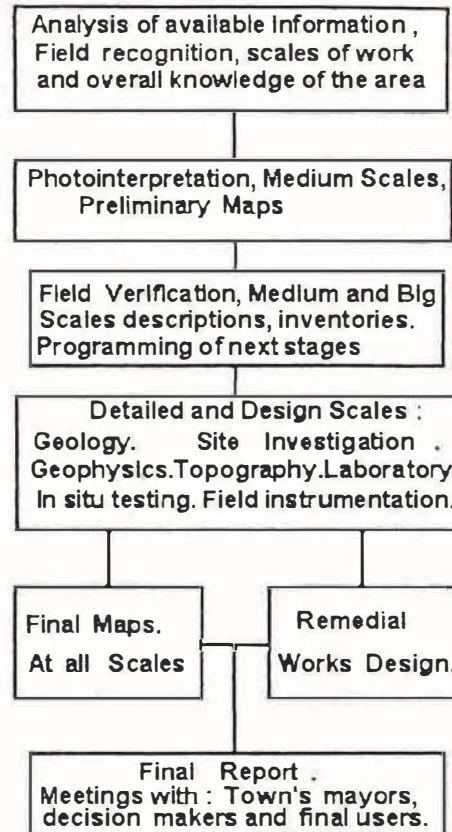 Analysis of available information ,
Field recognition, scales of work
and overall knowledge of the area
Photointerpretation, Medium Scales,
Preliminary Maps
Field Verification, Medium and Big
Scales descriptions, inventories.
Programming of next stages
Detailed and Design Scales :
Geology. Site Investigation .
Geophysics.Topography.Laboratory
In situ testing. Field instrumentation.
Final Maps.
At all Scales
Remedial
Works Design.
Final Report .
Meetings with : Town's mayors,
decision makers and final users.